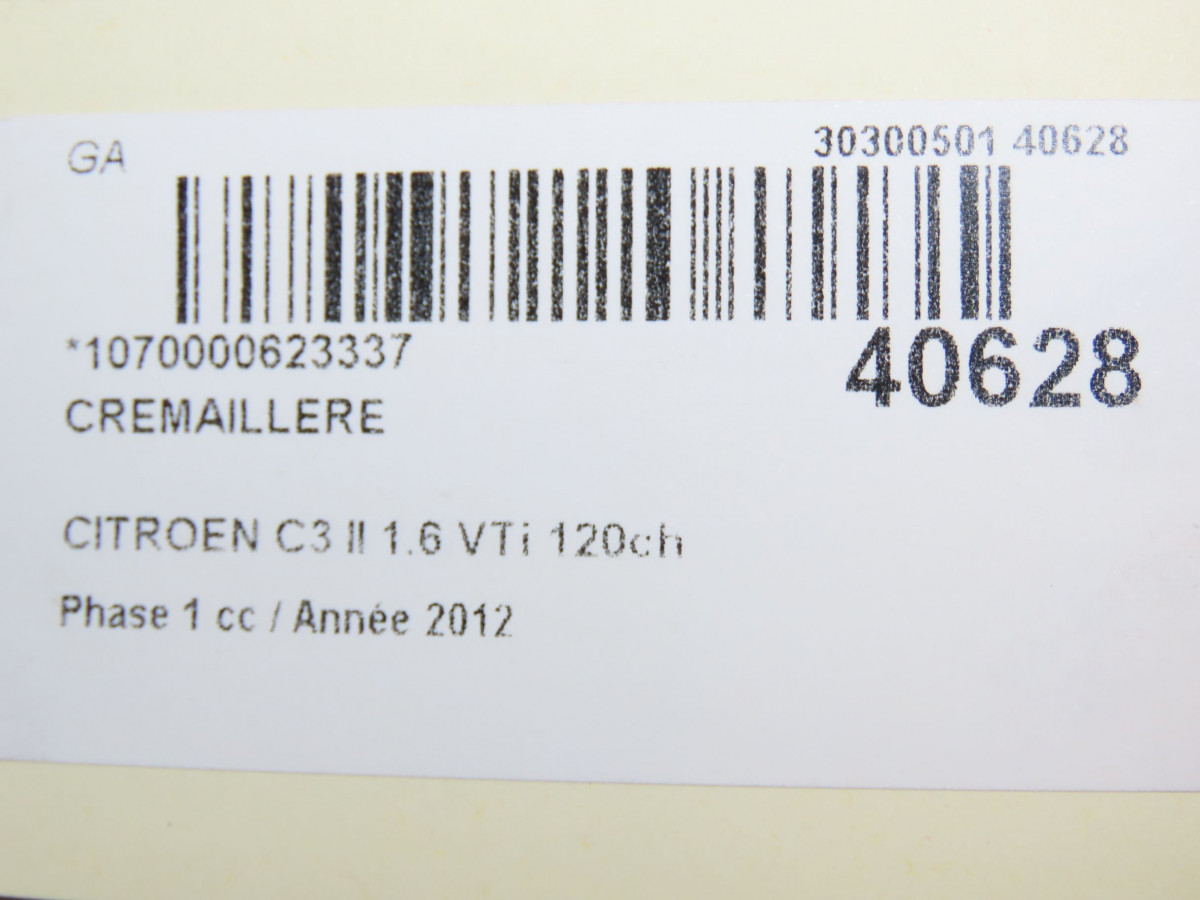 GA
30300501 40628
*1070000623337
40628
CREMAILLERE
CITROEN C3 II 1.6 VTi 120ch
Phase 1 cc / Année 2012